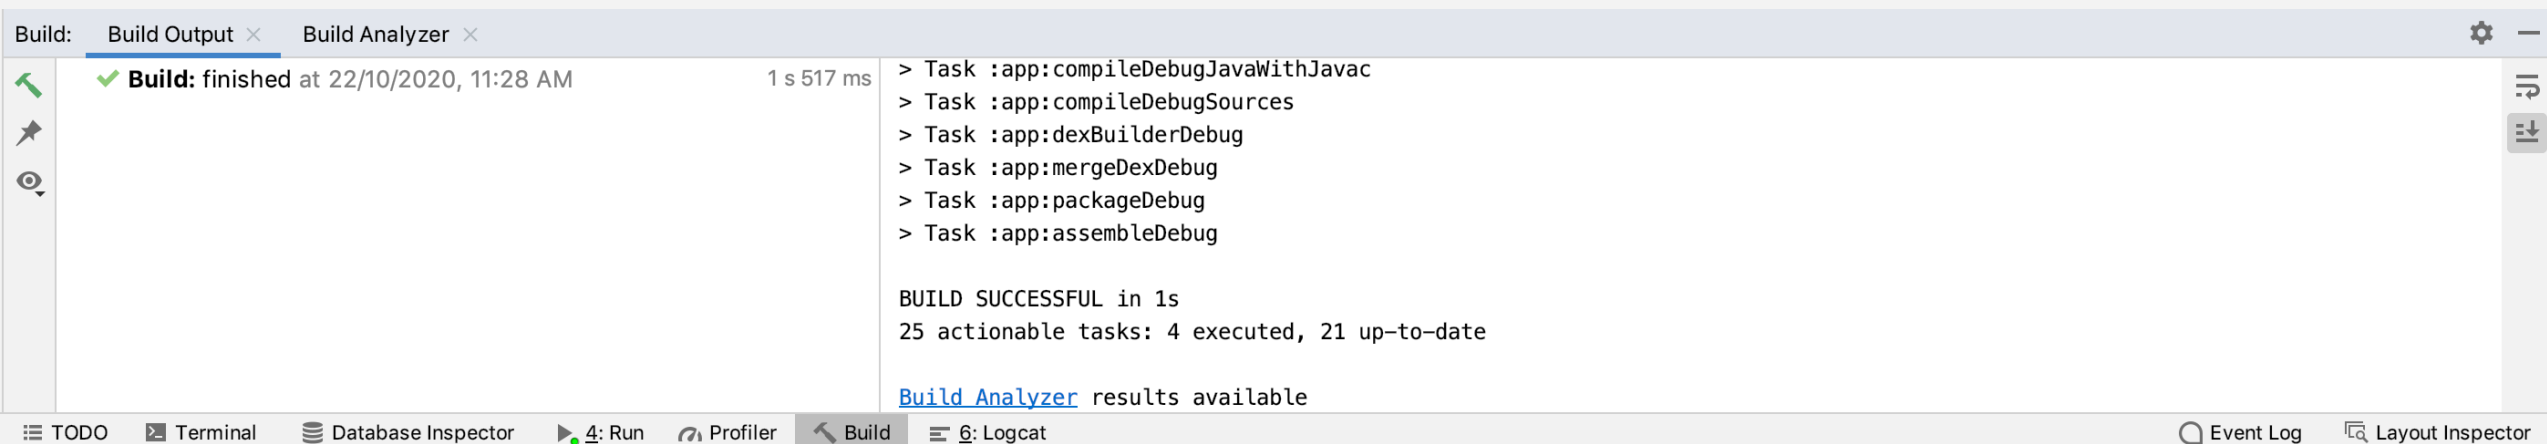 Build: Build Output Build Analyzer
Build: finished at 22/10/2020, 11:28 AM 1 s 517 ms
> Task :app:compileDebugJavaWithJavac
> Task :app:compileDebugSources
> Task :app:dexBuilderDebug
> Task :app:mergeDexDebug
> Task :app:packageDebug
> Task :app:assembleDebug
BUILD SUCCESSFUL in 1s
25 actionable tasks: 4 executed, 21 up-to-date
Build Analyzer results available
TODO Terminal Database Inspector 4: Run Profiler Build 6: Logcat Event Log Layout Inspector